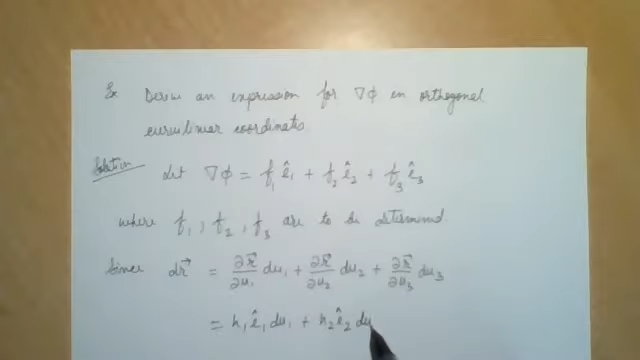 Ex Derive an expression for ∇φ in orthogonal
curvilinear coordinates.
Solution Let ∇φ = f₁ ê₁ + f₂ ê₂ + f₃ ê₃
where f₁, f₂, f₃ are to be determined.
Since dr⃗ = ∂r⃗/∂u₁ du₁ + ∂r⃗/∂u₂ du₂ + ∂r⃗/∂u₃ du₃
= h₁ ê₁ du₁ + h₂ ê₂ du